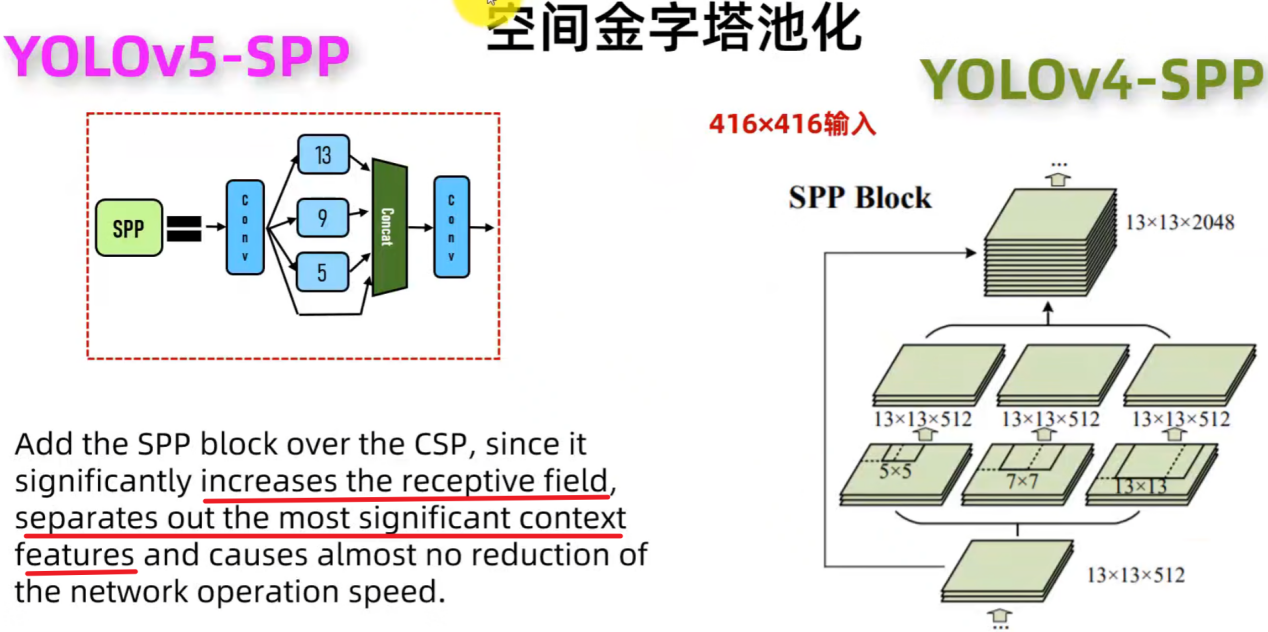 空间金字塔池化
YOLOv5-SPP
YOLOv4-SPP
416×416输入
SPP
conv
13
9
5
Concat
conv
Add the SPP block over the CSP, since it
significantly increases the receptive field,
separates out the most significant context
features and causes almost no reduction of
the network operation speed.
...
SPP Block
13×13×2048
13×13×512
13×13×512
13×13×512
5×5
7×7
13×13
13×13×512
...